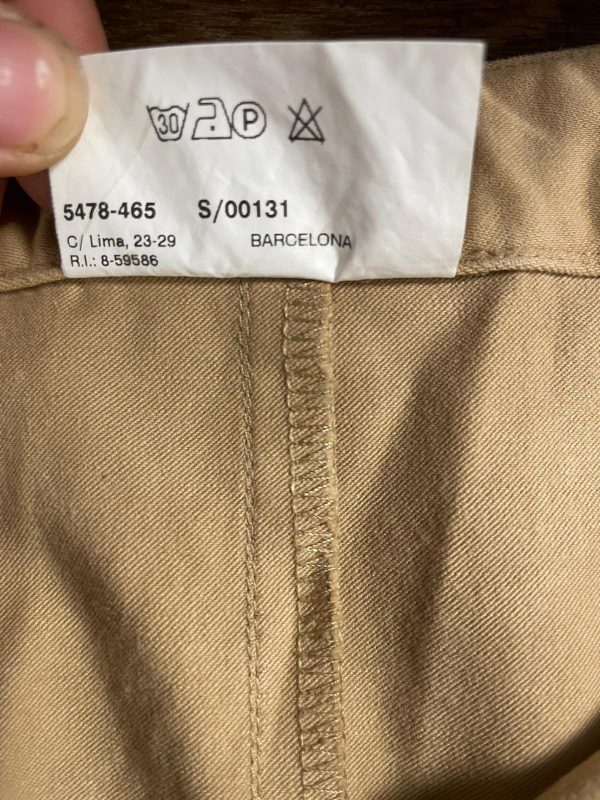 30 P
5478-465 S/00131
C/ Lima, 23-29 BARCELONA
R.I.: 8-59586